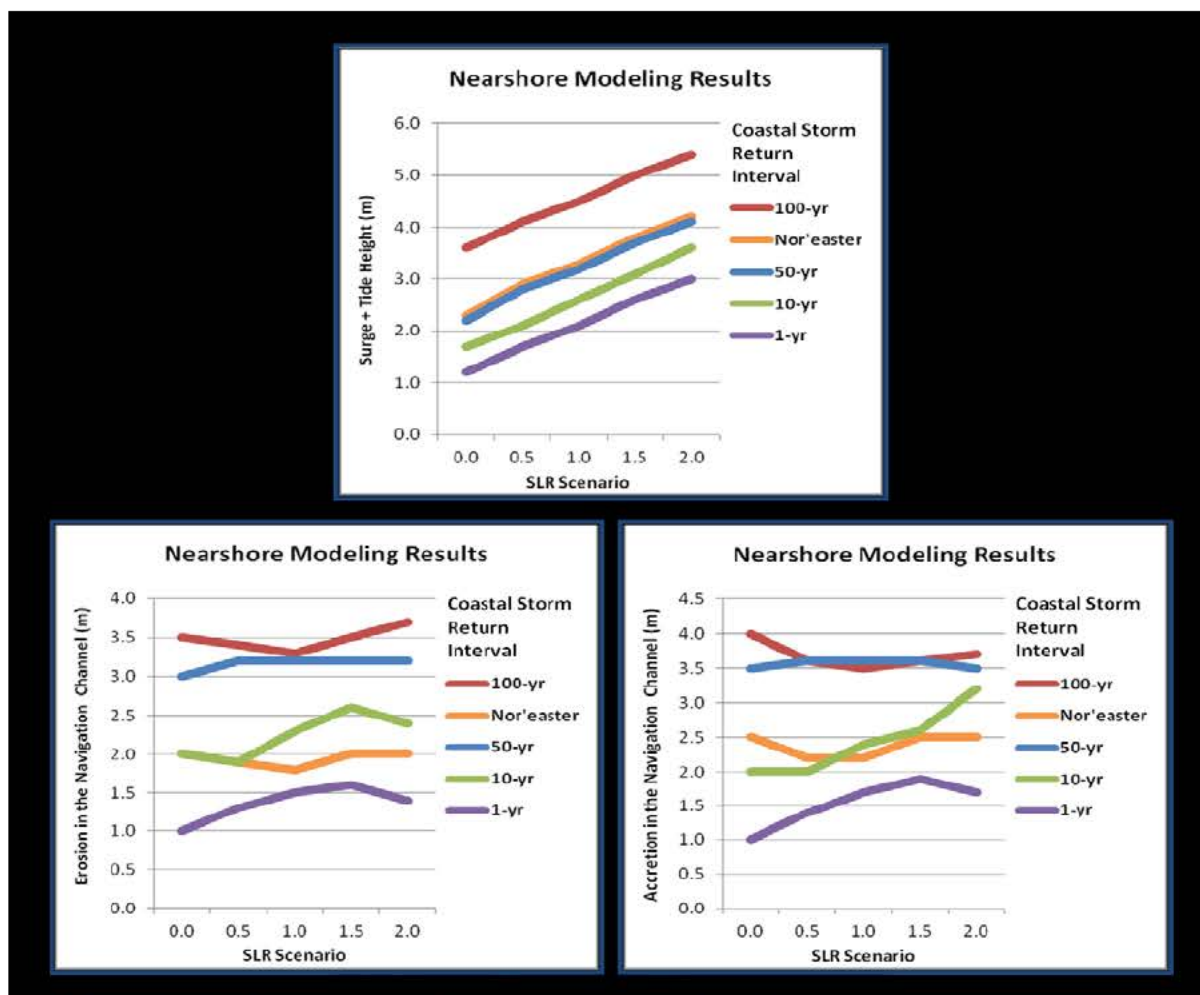 Nearshore Modeling Results
Surge + Tide Height (m)
6.0
5.0
4.0
3.0
2.0
1.0
0.0
0.0 0.5 1.0 1.5 2.0
SLR Scenario
Coastal Storm
Return
Interval
100-yr
Nor'easter
50-yr
10-yr
1-yr
Nearshore Modeling Results
Erosion in the Navigation Channel (m)
4.0
3.5
3.0
2.5
2.0
1.5
1.0
0.5
0.0
0.0 0.5 1.0 1.5 2.0
SLR Scenario
Coastal Storm
Return
Interval
100-yr
Nor'easter
50-yr
10-yr
1-yr
Nearshore Modeling Results
Accretion in the Navigation Channel (m)
4.5
4.0
3.5
3.0
2.5
2.0
1.5
1.0
0.5
0.0
0.0 0.5 1.0 1.5 2.0
SLR Scenario
Coastal Storm
Return
Interval
100-yr
Nor'easter
50-yr
10-yr
1-yr